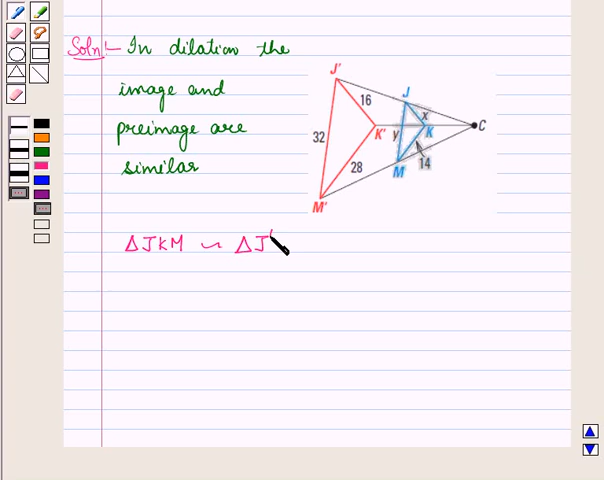 Soln:- In dilation the
image and
preimage are
similar
J'
16
J
x
K'
y
K
C
32
28
M
14
M'
ΔJKM ~ ΔJ'